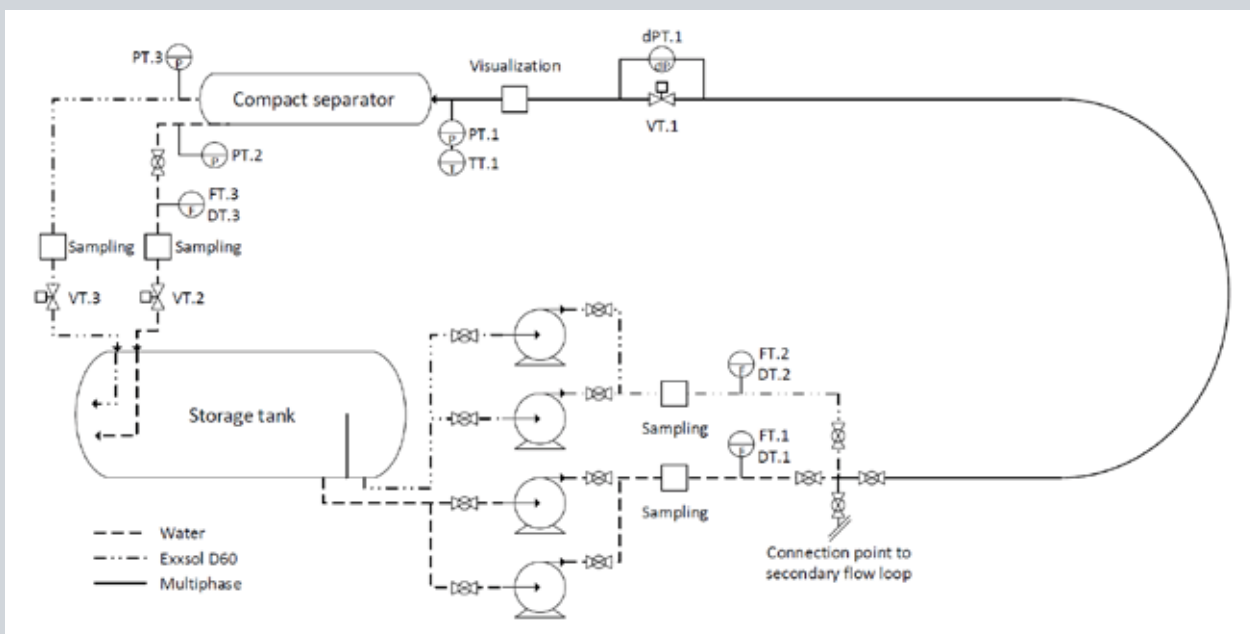 dPT.1
dP
PT.3
P
Visualization
Compact separator
VT.1
PT.1
P
TT.1
T
PT.2
P
FT.3
DT.3
F
Sampling
Sampling
VT.3
VT.2
FT.2
DT.2
F
Storage tank
Sampling
FT.1
DT.1
F
Sampling
Water
Exxsol D60
Multiphase
Connection point to
secondary flow loop